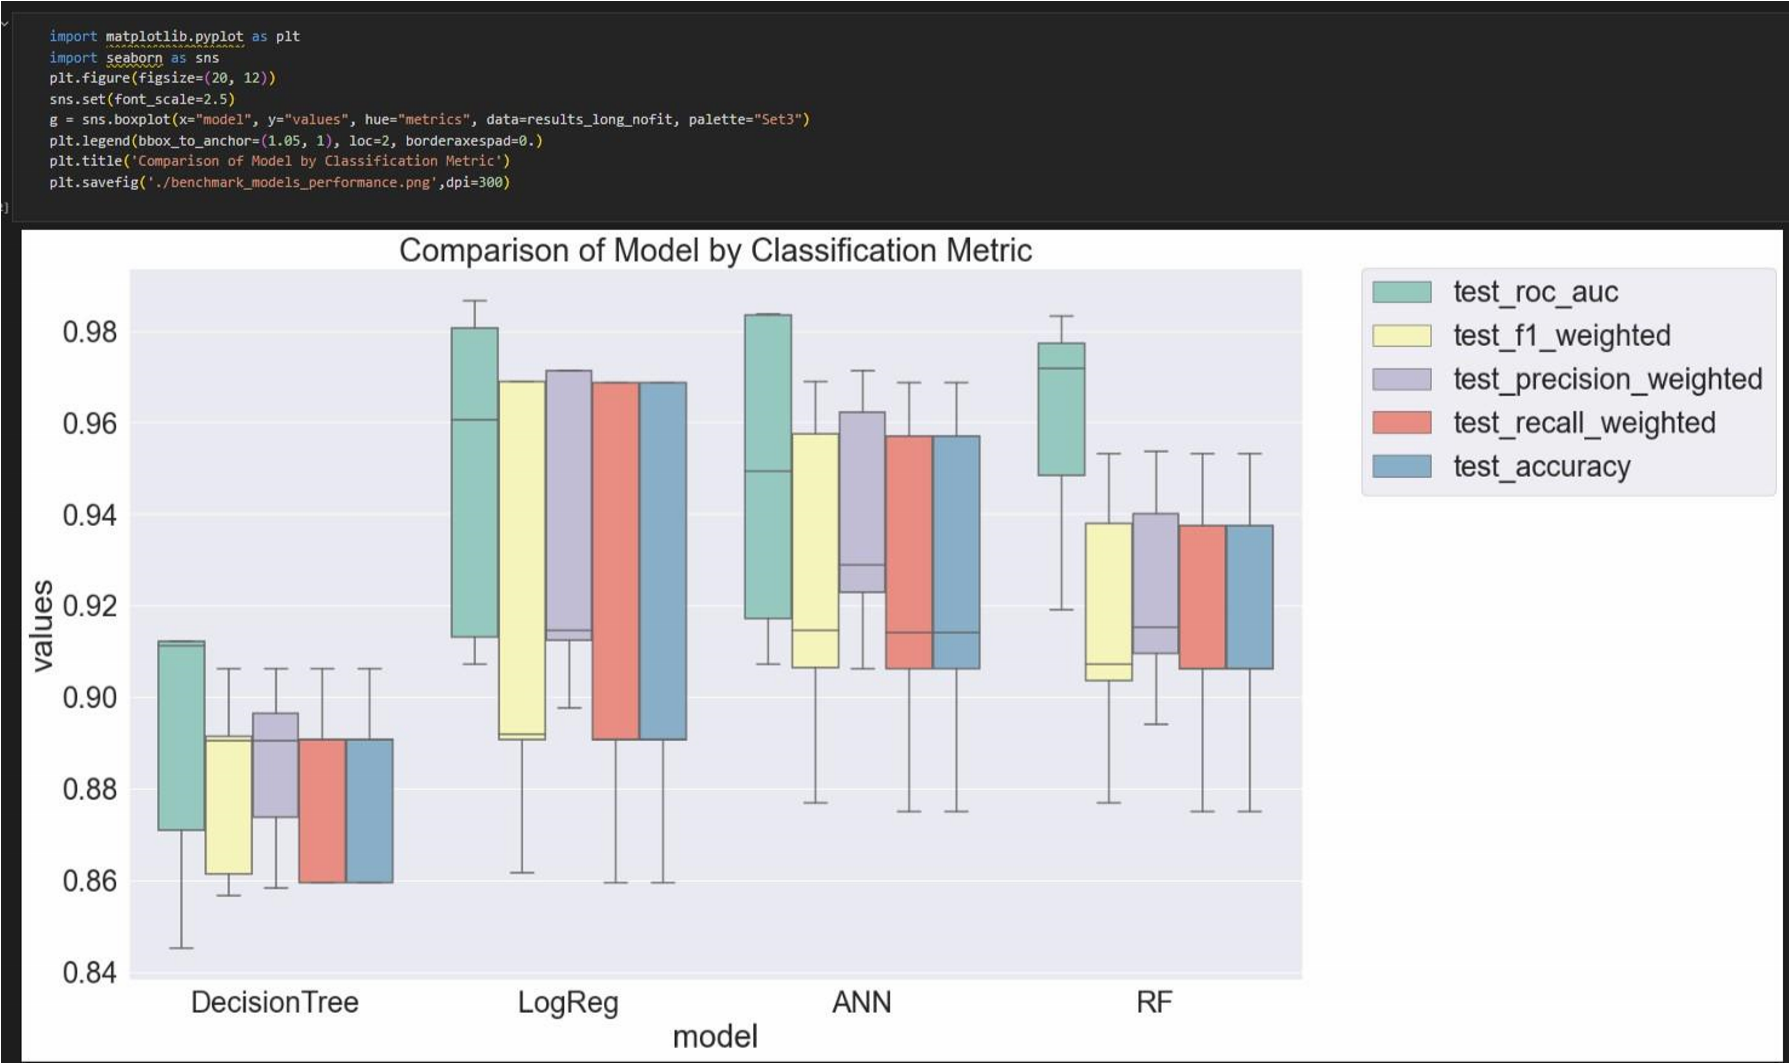 import matplotlib.pyplot as plt
import seaborn as sns
plt.figure(figsize=(20, 12))
sns.set(font_scale=2.5)
g = sns.boxplot(x="model", y="values", hue="metrics", data=results_long_nofit, palette="Set3")
plt.legend(bbox_to_anchor=(1.05, 1), loc=2, borderaxespad=0.)
plt.title('Comparison of Model by Classification Metric')
plt.savefig('./benchmark_models_performance.png',dpi=300)
Comparison of Model by Classification Metric
test_roc_auc
test_f1_weighted
test_precision_weighted
test_recall_weighted
test_accuracy
values
0.98
0.96
0.94
0.92
0.90
0.88
0.86
0.84
DecisionTree LogReg ANN RF
model